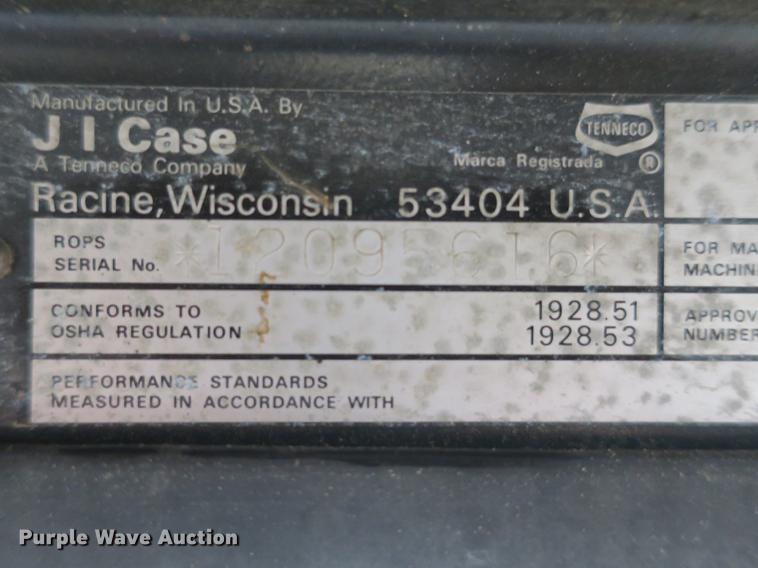 Manufactured In U.S.A. By
J I Case
A Tenneco Company
TENNECO
Marca Registrada ®
Racine, Wisconsin 53404 U.S.A.
ROPS
SERIAL No. *12095616*
CONFORMS TO
OSHA REGULATION
1928.51
1928.53
PERFORMANCE STANDARDS
MEASURED IN ACCORDANCE WITH
FOR APP
FOR MA
MACHIN
APPROV
NUMBER
Purple Wave Auction